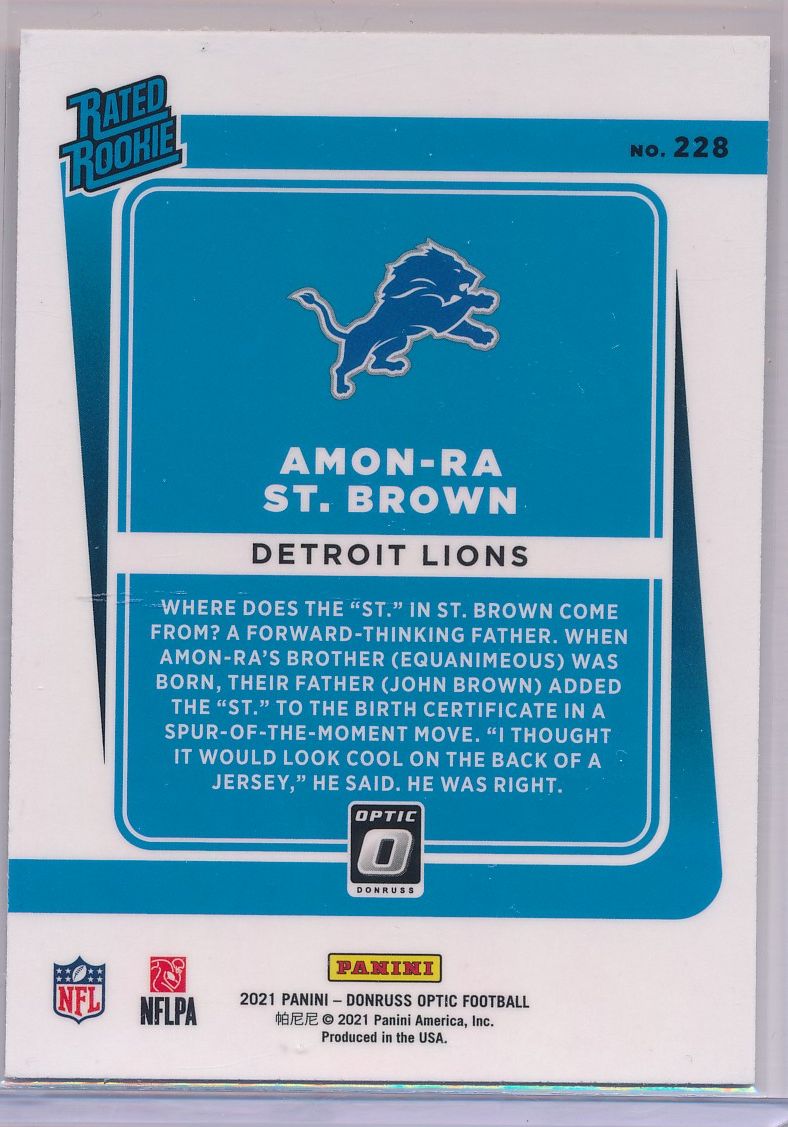 RATED
ROOKIE
NO. 228
AMON-RA
ST. BROWN
DETROIT LIONS
WHERE DOES THE “ST.” IN ST. BROWN COME
FROM? A FORWARD-THINKING FATHER. WHEN
AMON-RA’S BROTHER (EQUANIMEOUS) WAS
BORN, THEIR FATHER (JOHN BROWN) ADDED
THE “ST.” TO THE BIRTH CERTIFICATE IN A
SPUR-OF-THE-MOMENT MOVE. “I THOUGHT
IT WOULD LOOK COOL ON THE BACK OF A
JERSEY,” HE SAID. HE WAS RIGHT.
OPTIC
O
DONRUSS
NFL
NFLPA
PANINI
2021 PANINI – DONRUSS OPTIC FOOTBALL
帕尼尼 © 2021 Panini America, Inc.
Produced in the USA.